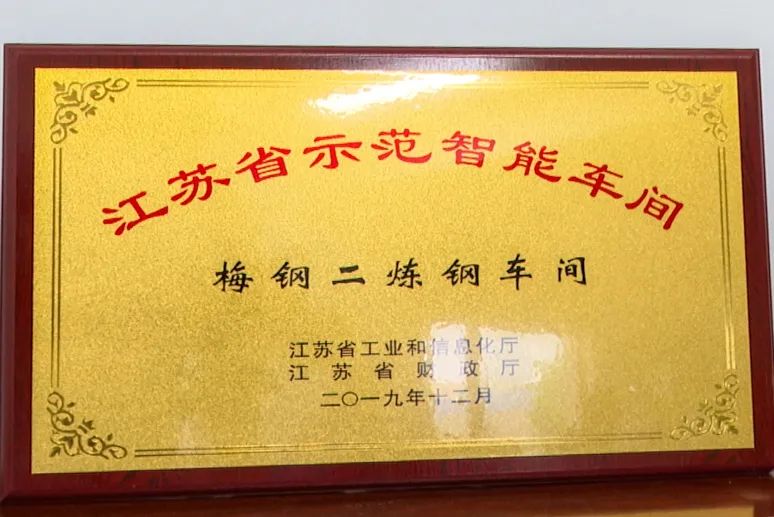 江苏省示范智能车间
梅钢二炼钢车间
江苏省工业和信息化厅
江苏省财政厅
二〇一九年十二月